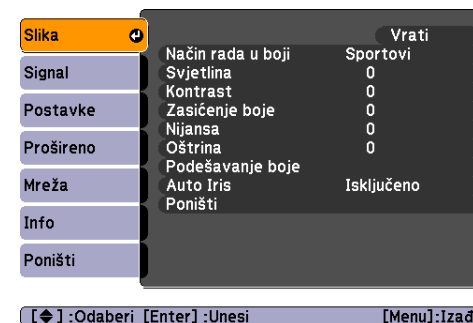 Slika
Signal
Postavke
Prošireno
Mreža
Info
Poništi
Vrati
Način rada u boji Sportovi
Svjetlina 0
Kontrast 0
Zasićenje boje 0
Nijansa 0
Oštrina 0
Podešavanje boje
Auto Iris Isključeno
Poništi
[◆] :Odaberi [Enter] :Unesi [Menu]:Izađ